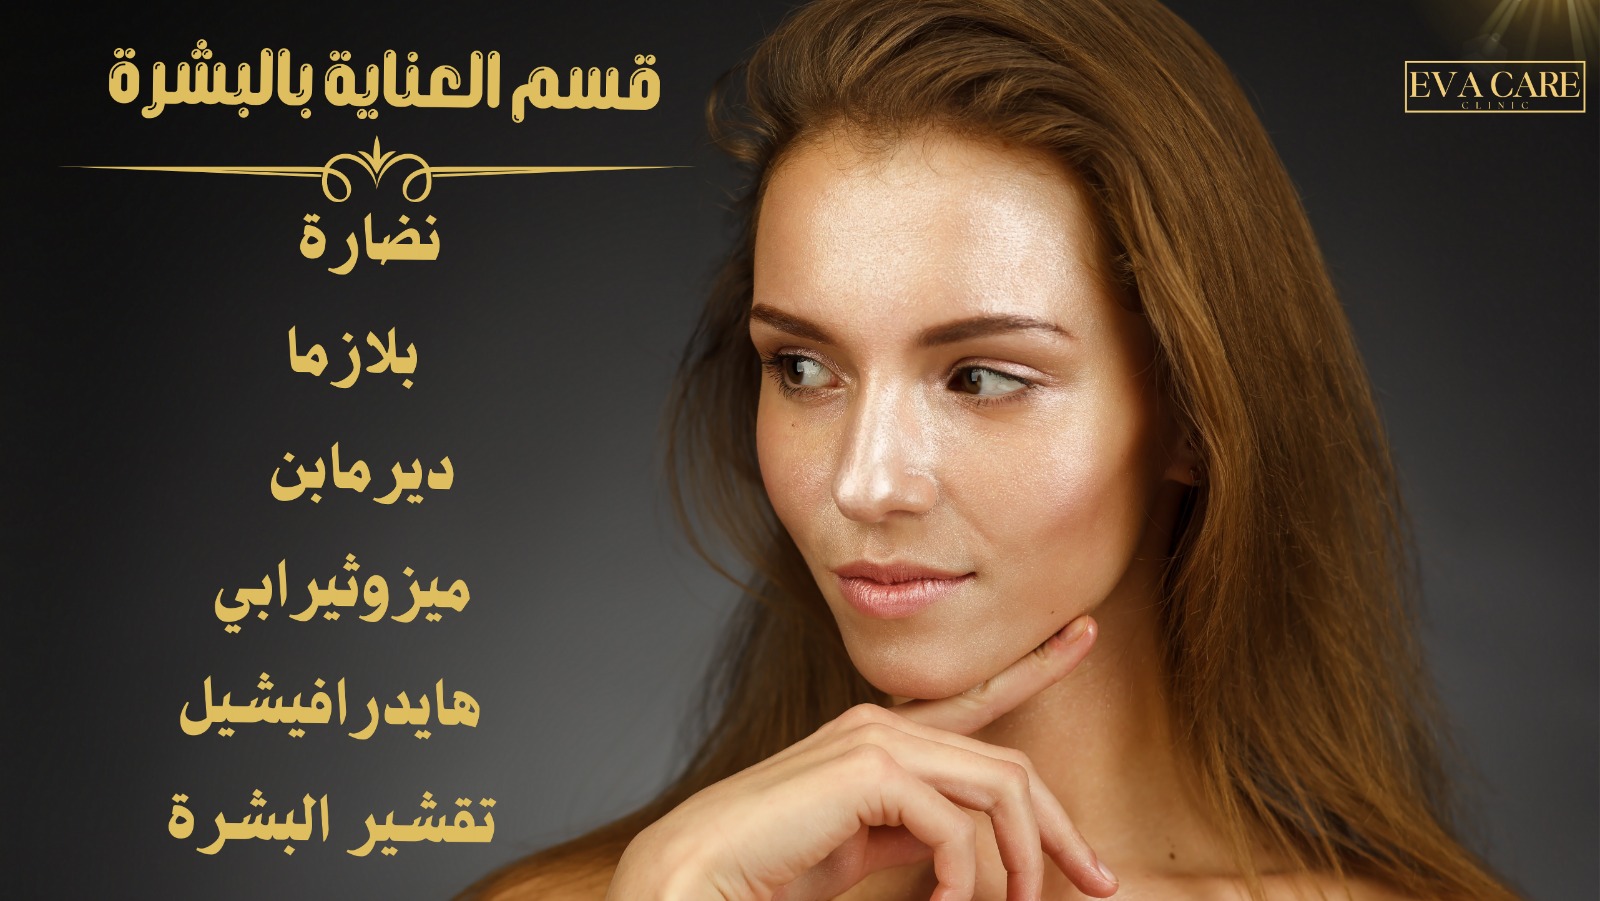 قسم العناية بالبشرة
EVA CARE
CLINIC
نضارة
بلازما
ديرمابن
ميزوثيرابي
هايدرافيشيل
تقشير البشرة